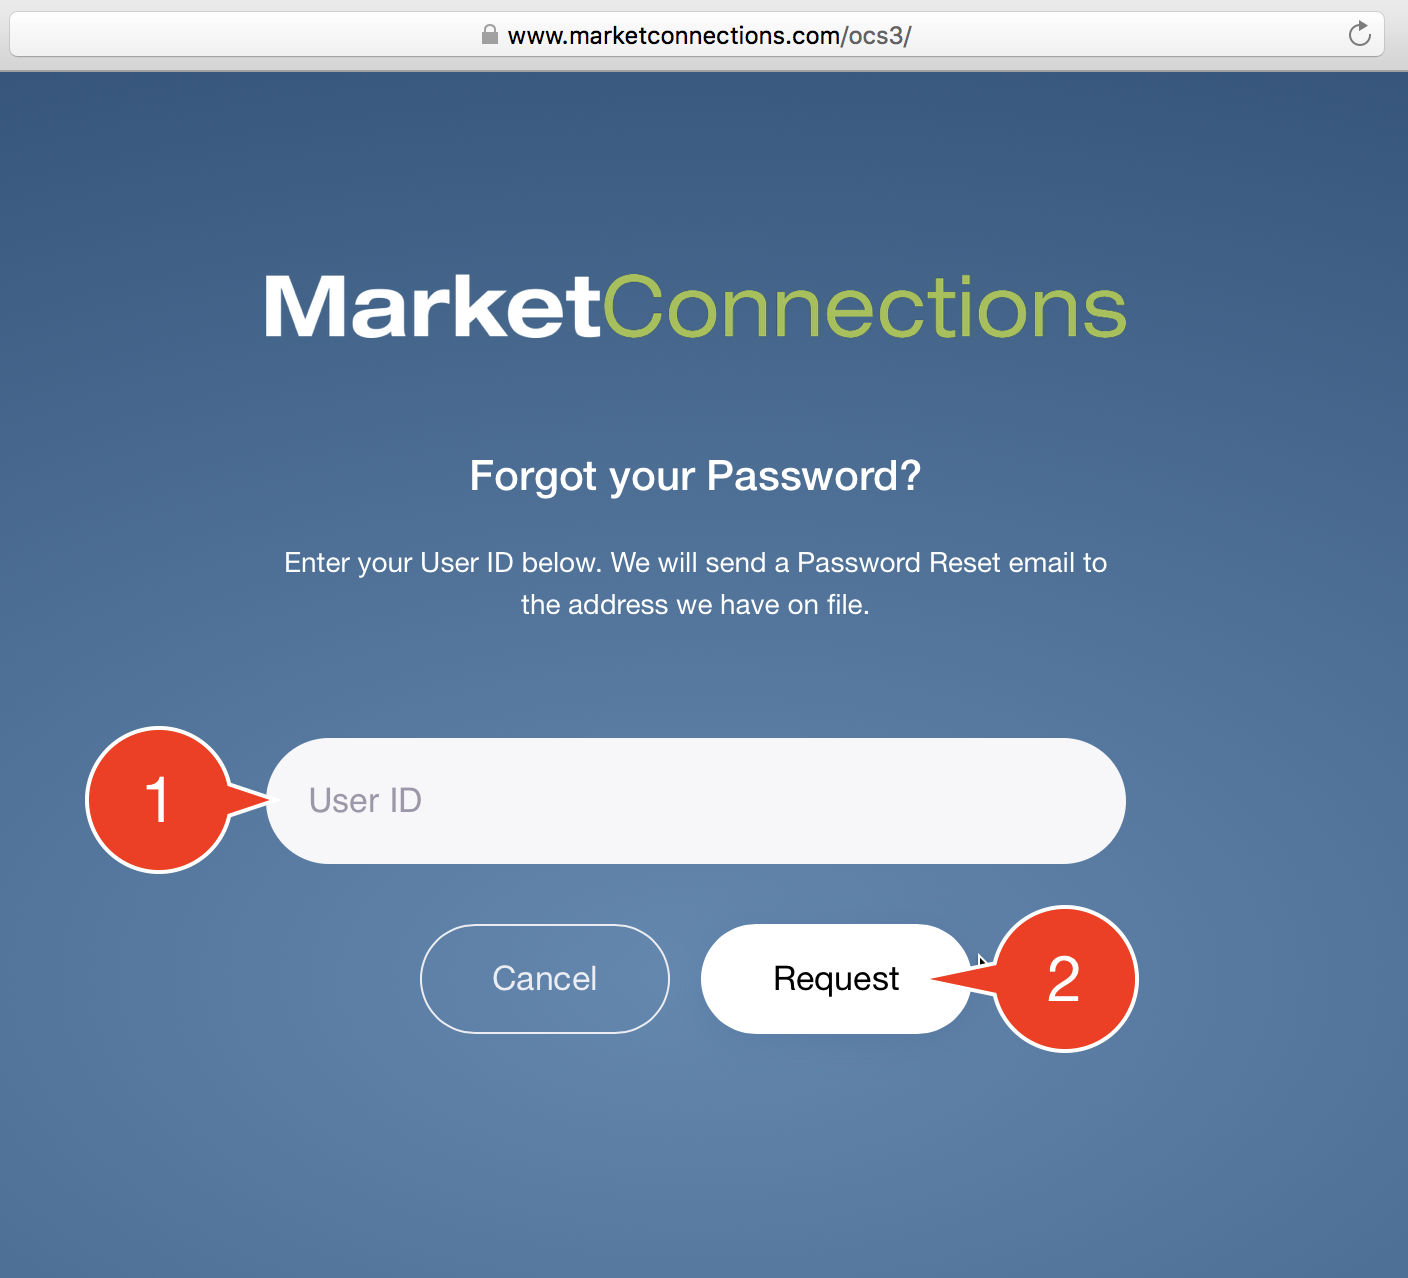 www.marketconnections.com/ocs3/
MarketConnections
Forgot your Password?
Enter your User ID below. We will send a Password Reset email to
the address we have on file.
1
User ID
Cancel
Request
2